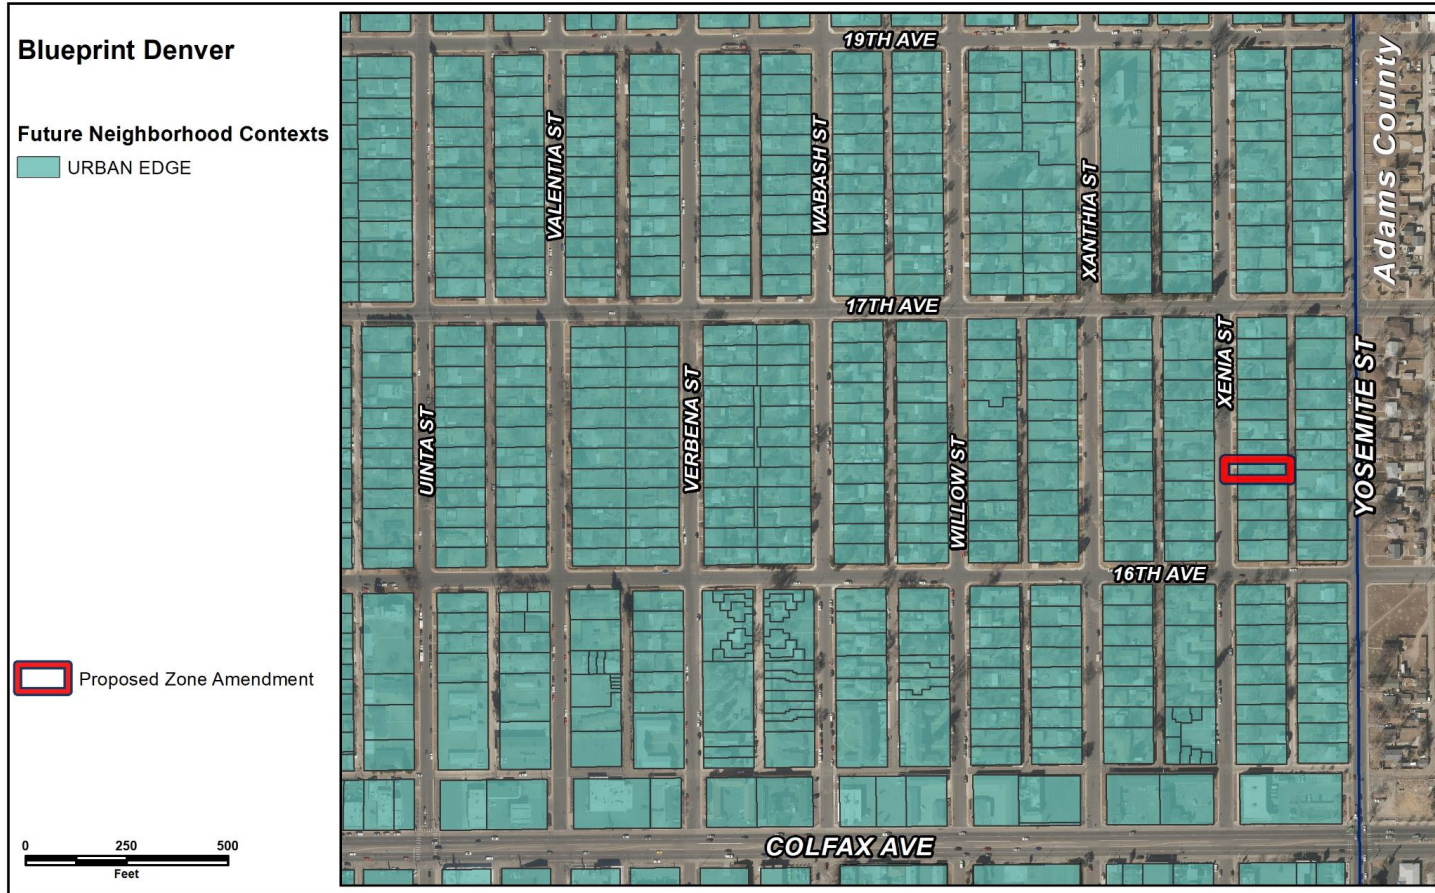 Blueprint Denver
Future Neighborhood Contexts
URBAN EDGE
Proposed Zone Amendment
0 250 500
Feet
19TH AVE
Adams County
VALENTIA ST
WABASH ST
XANTHIA ST
17TH AVE
UINTA ST
VERBENA ST
WILLOW ST
XENIA ST
YOSEMITE ST
16TH AVE
COLFAX AVE